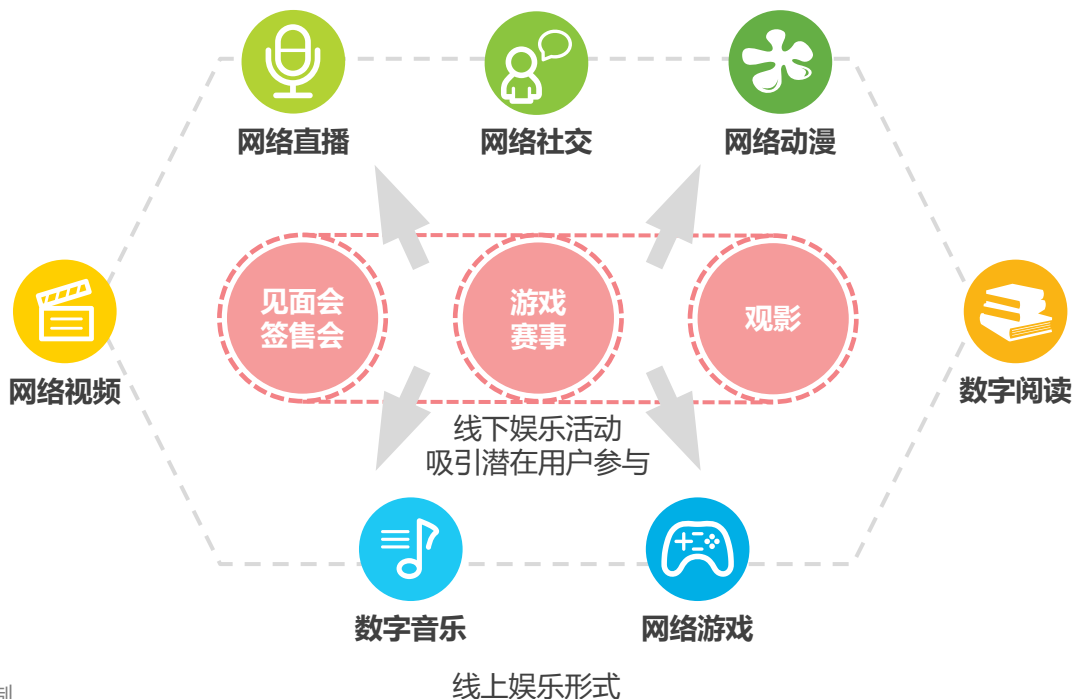 网络直播
网络社交
网络动漫
见面会
签售会
游戏
赛事
观影
网络视频
数字阅读
线下娱乐活动
吸引潜在用户参与
数字音乐
网络游戏
线上娱乐形式